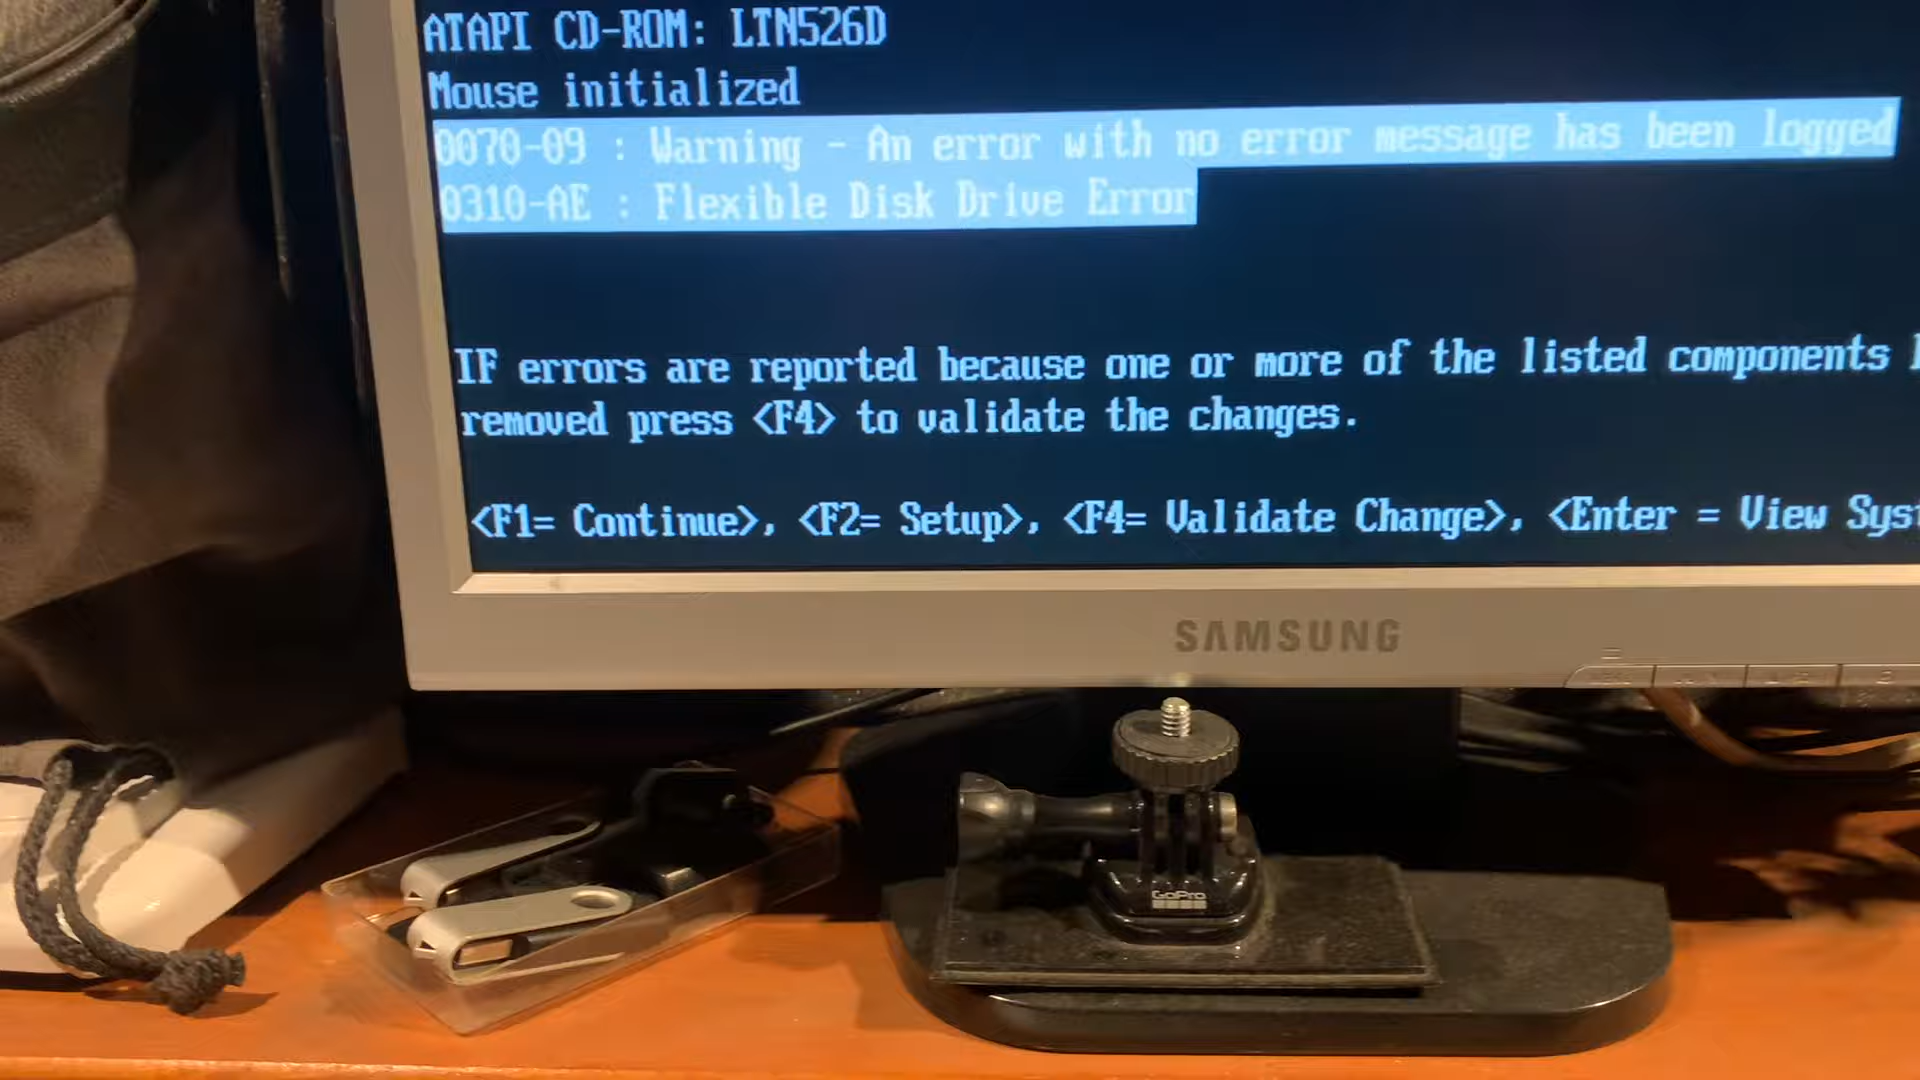 ATAPI CD-ROM: LTN526D
Mouse initialized
0070-09 : Warning - An error with no error message has been logged
0310-AE : Flexible Disk Drive Error
IF errors are reported because one or more of the listed components
removed press <F4> to validate the changes.
<F1= Continue>, <F2= Setup>, <F4= Validate Change>, <Enter = View Syst
SAMSUNG
GoPro